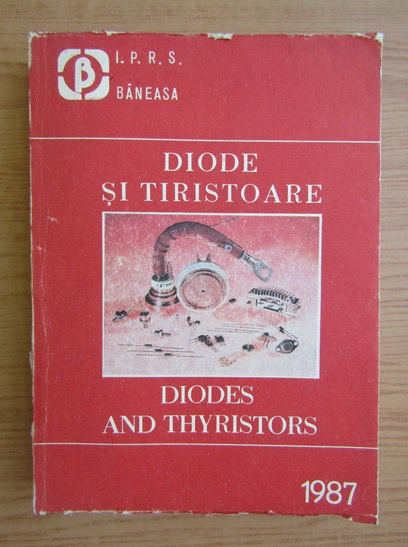 I. P. R. S.
BĂNEASA
DIODE
ȘI TIRISTOARE
DIODES
AND THYRISTORS
1987